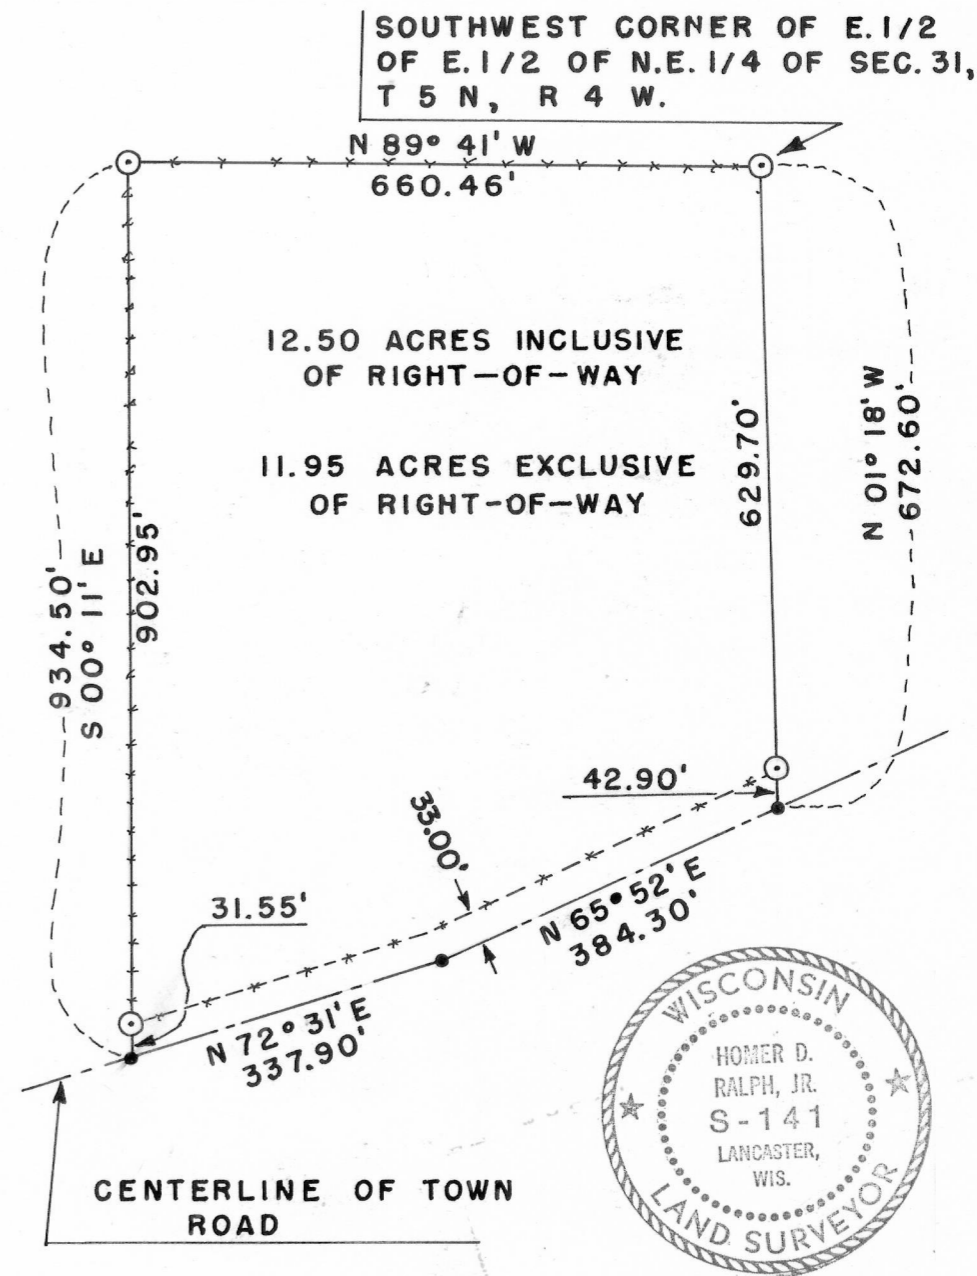 SOUTHWEST CORNER OF E.1/2
OF E.1/2 OF N.E.1/4 OF SEC.31,
T 5 N, R 4 W.
N 89° 41' W
660.46'
12.50 ACRES INCLUSIVE
OF RIGHT-OF-WAY
11.95 ACRES EXCLUSIVE
OF RIGHT-OF-WAY
934.50'
S 00° 11' E
902.95'
629.70'
N 01° 18' W
672.60'
42.90'
33.00'
31.55'
N 65° 52' E
384.30'
N 72° 31' E
337.90'
CENTERLINE OF TOWN
ROAD
WISCONSIN
HOMER D.
RALPH, JR.
S-141
LANCASTER,
WIS.
LAND SURVEYOR